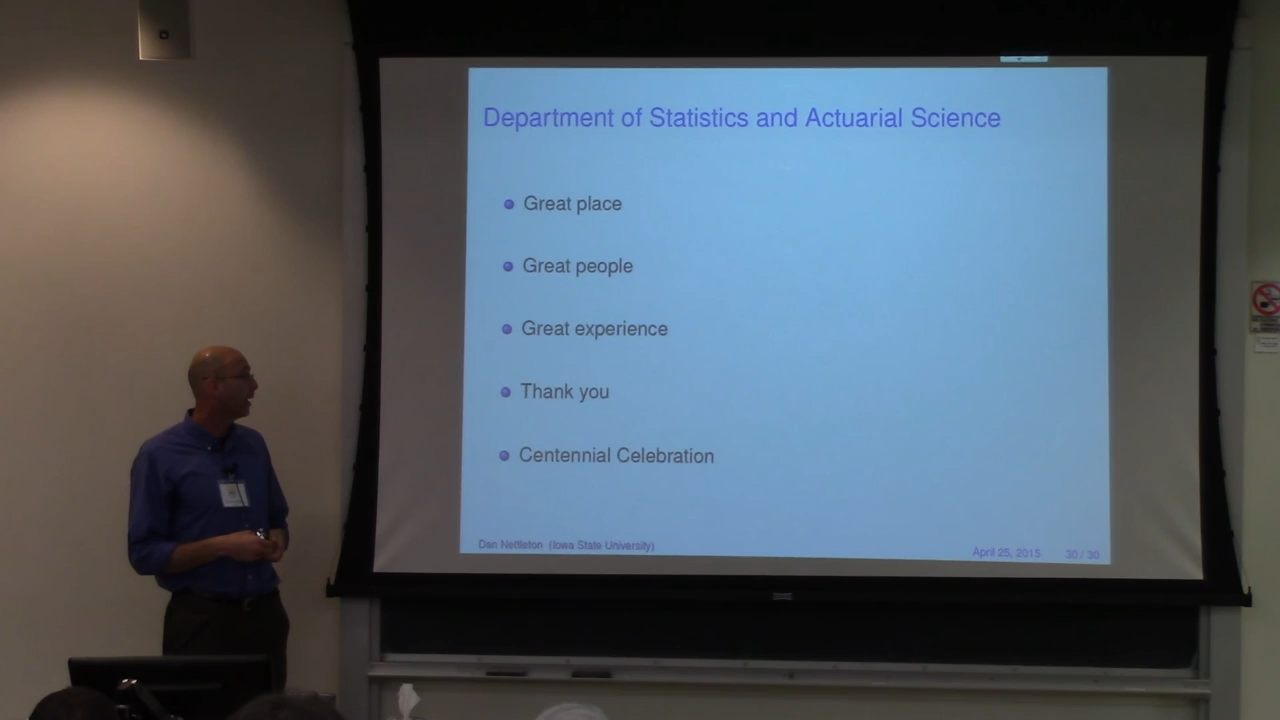 Department of Statistics and Actuarial Science
Great place
Great people
Great experience
Thank you
Centennial Celebration
Dan Nettleton (Iowa State University)
April 25, 2015
30 / 30